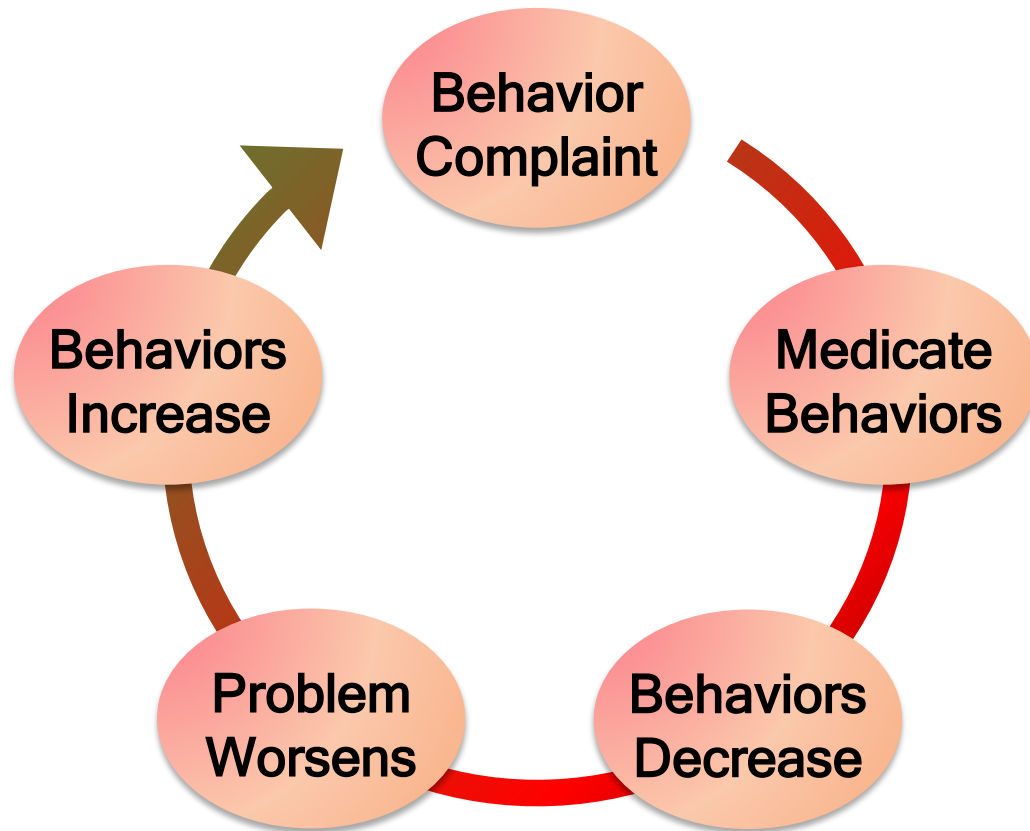 Behavior
Complaint
Medicate
Behaviors
Behaviors
Decrease
Problem
Worsens
Behaviors
Increase